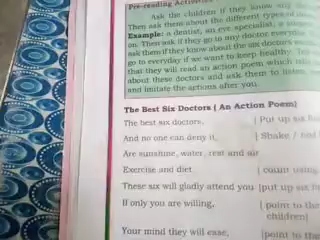 Pre-reading Activities
Ask the children if they know any
Then ask them about the different types of
Example: a dentist, an eye specialist, a
on. Then ask if they go to any doctor everyday
ask them if they know about the six doctors
go to everyday if we want to keep healthy. Tell
that they will read an action poem which
about these doctors and ask them to listen
and imitate the actions after you.
The Best Six Doctors ( An Action Poem)
The best six doctors, [ Put up six
And no one can deny it, [ Shake
Are sunshine, water, rest and air
Exercise and diet [ count using
These six will gladly attend you [put up six
If only you are willing, [ point to the
children]
Your mind they will ease, [point to the